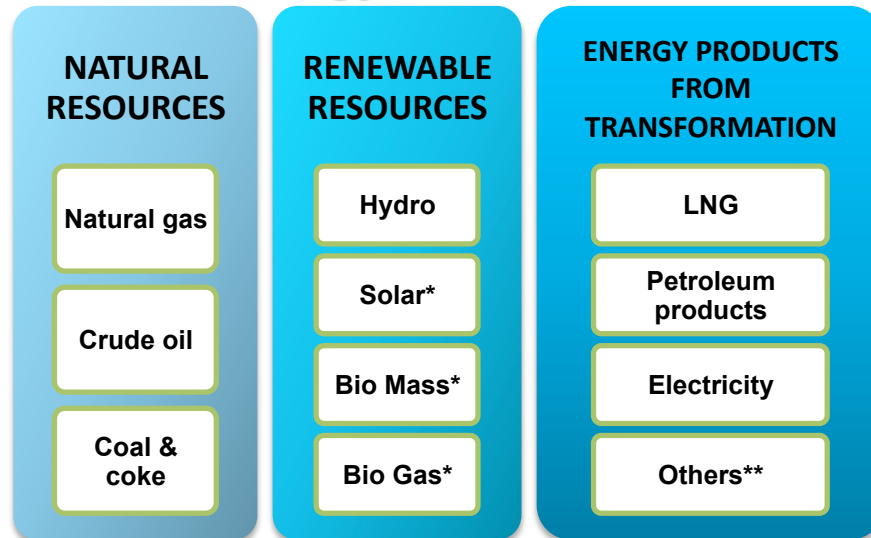 NATURAL
RESOURCES
Natural gas
Crude oil
Coal &
coke
RENEWABLE
RESOURCES
Hydro
Solar*
Bio Mass*
Bio Gas*
ENERGY PRODUCTS
FROM
TRANSFORMATION
LNG
Petroleum
products
Electricity
Others**